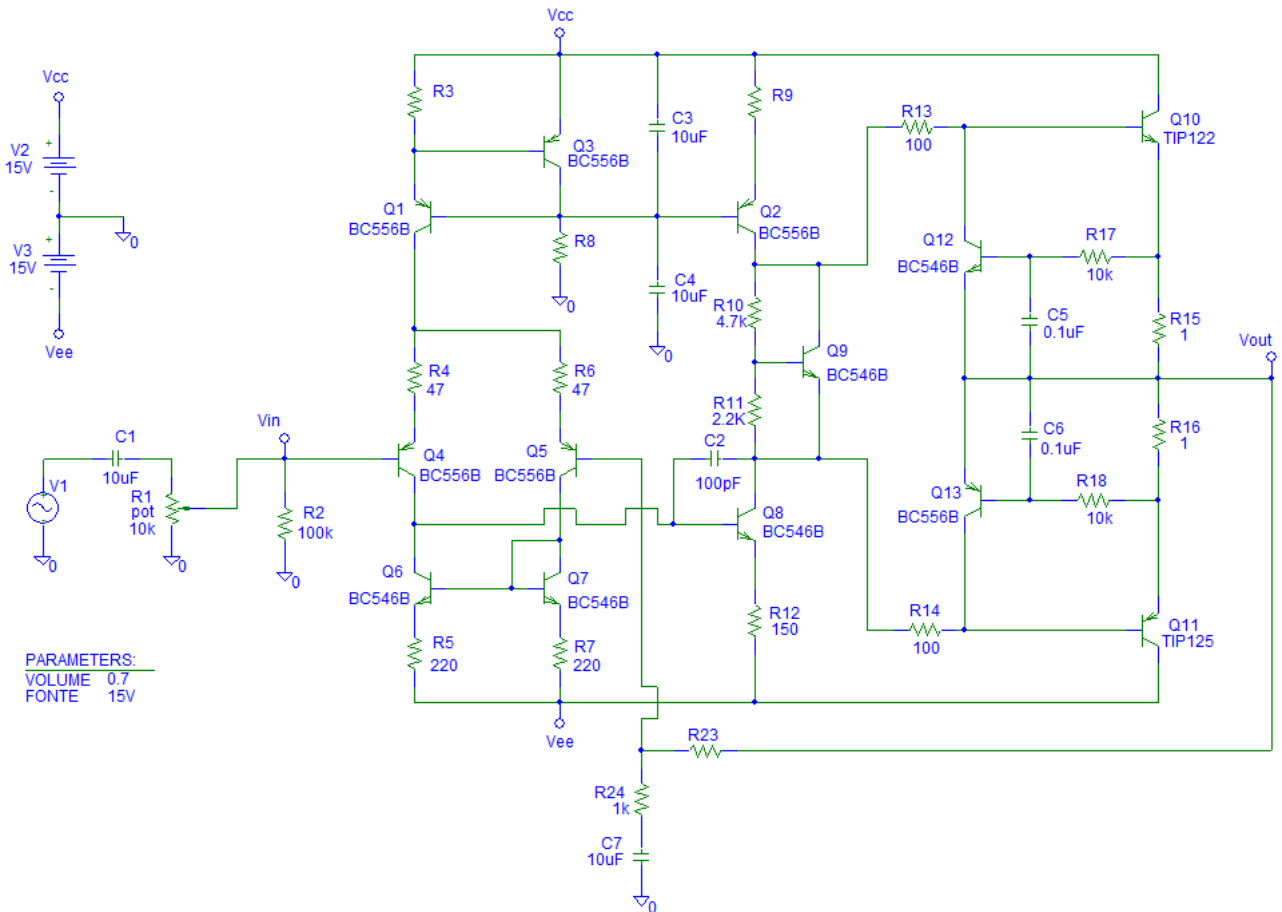 Vcc
Vcc
R3
R9
C3
10uF
R13
100
Q10
TIP122
V2
15V
+
-
Q3
BC556B
Q1
BC556B
Q2
BC556B
0
V3
15V
+
-
R8
0
Q12
BC546B
R17
10k
C4
10uF
0
R10
4.7k
C5
0.1uF
R15
1
Vee
Vout
R4
47
R6
47
Q9
BC546B
R11
2.2K
Vin
C6
0.1uF
R16
1
C1
10uF
Q4
BC556B
Q5
BC556B
C2
100pF
V1
+
-
R1
pot
10k
R2
100k
Q8
BC546B
Q13
BC556B
R18
10k
0
0
0
Q6
BC546B
Q7
BC546B
R12
150
R14
100
Q11
TIP125
R5
220
R7
220
PARAMETERS:
VOLUME 0.7
FONTE 15V
Vee
R23
R24
1k
C7
10uF
0